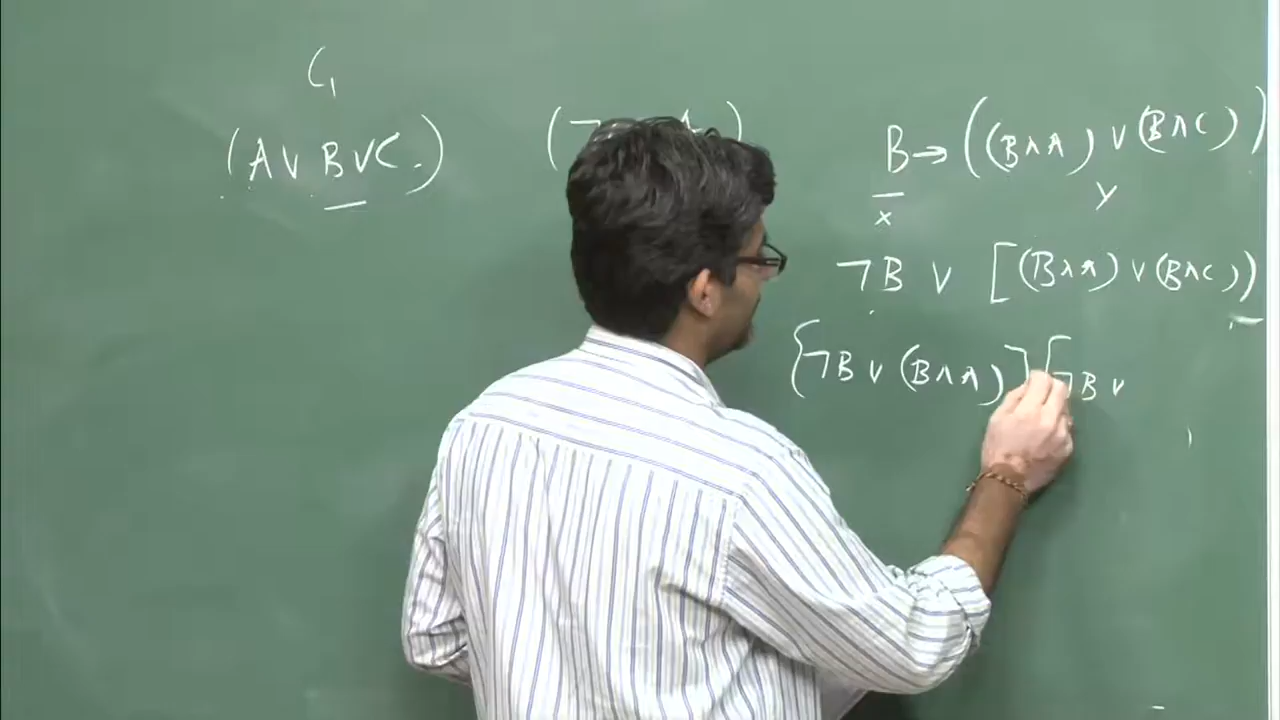 C₁
(A ∨ B ∨ C)
(¬
)
B → ((B ∧ A) ∨ (B ∧ C))
x
y
¬B ∨ [(B ∧ A) ∨ (B ∧ C))
{¬B ∨ (B ∧ A)] [¬B ∨